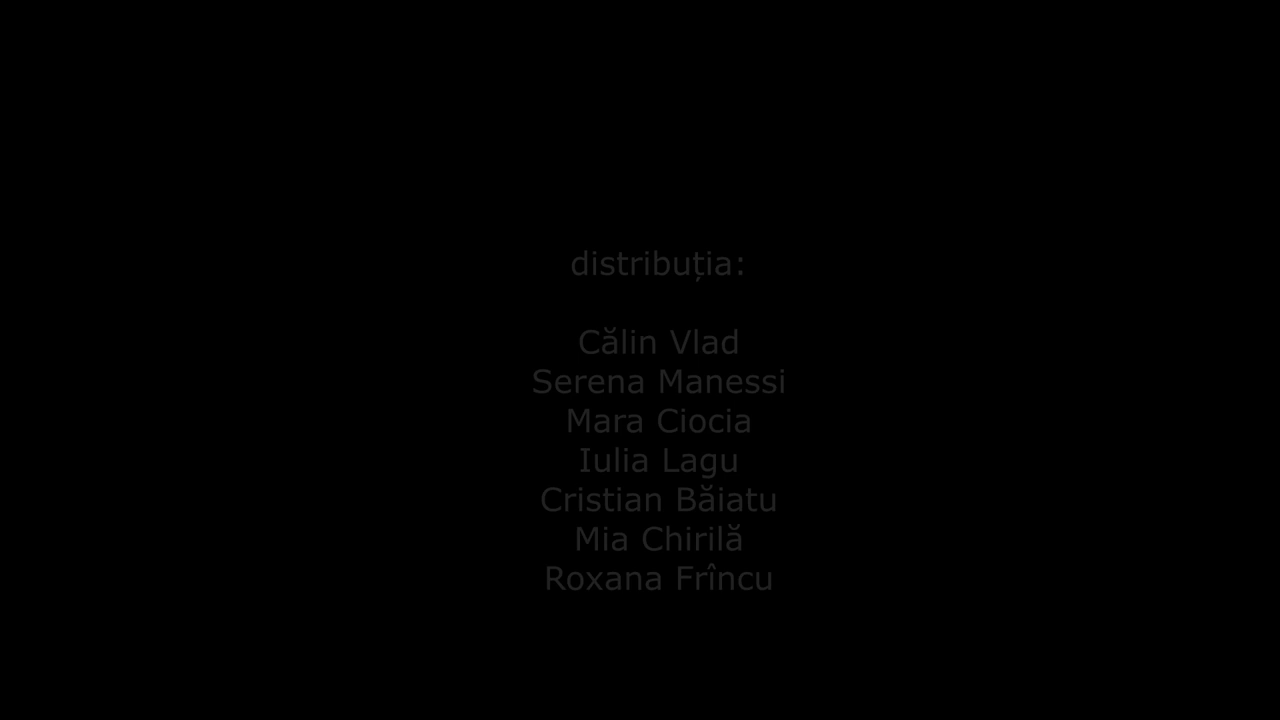 distribuția:
Călin Vlad
Serena Manessi
Mara Ciocia
Iulia Lagu
Cristian Băiatu
Mia Chirilă
Roxana Frîncu